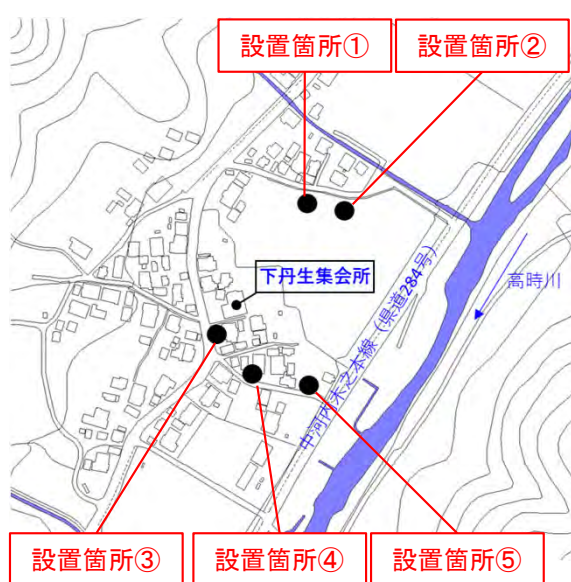 設置箇所①
設置箇所②
下丹生集会所
中河内木之本線（県道284号）
高時川
設置箇所③
設置箇所④
設置箇所⑤